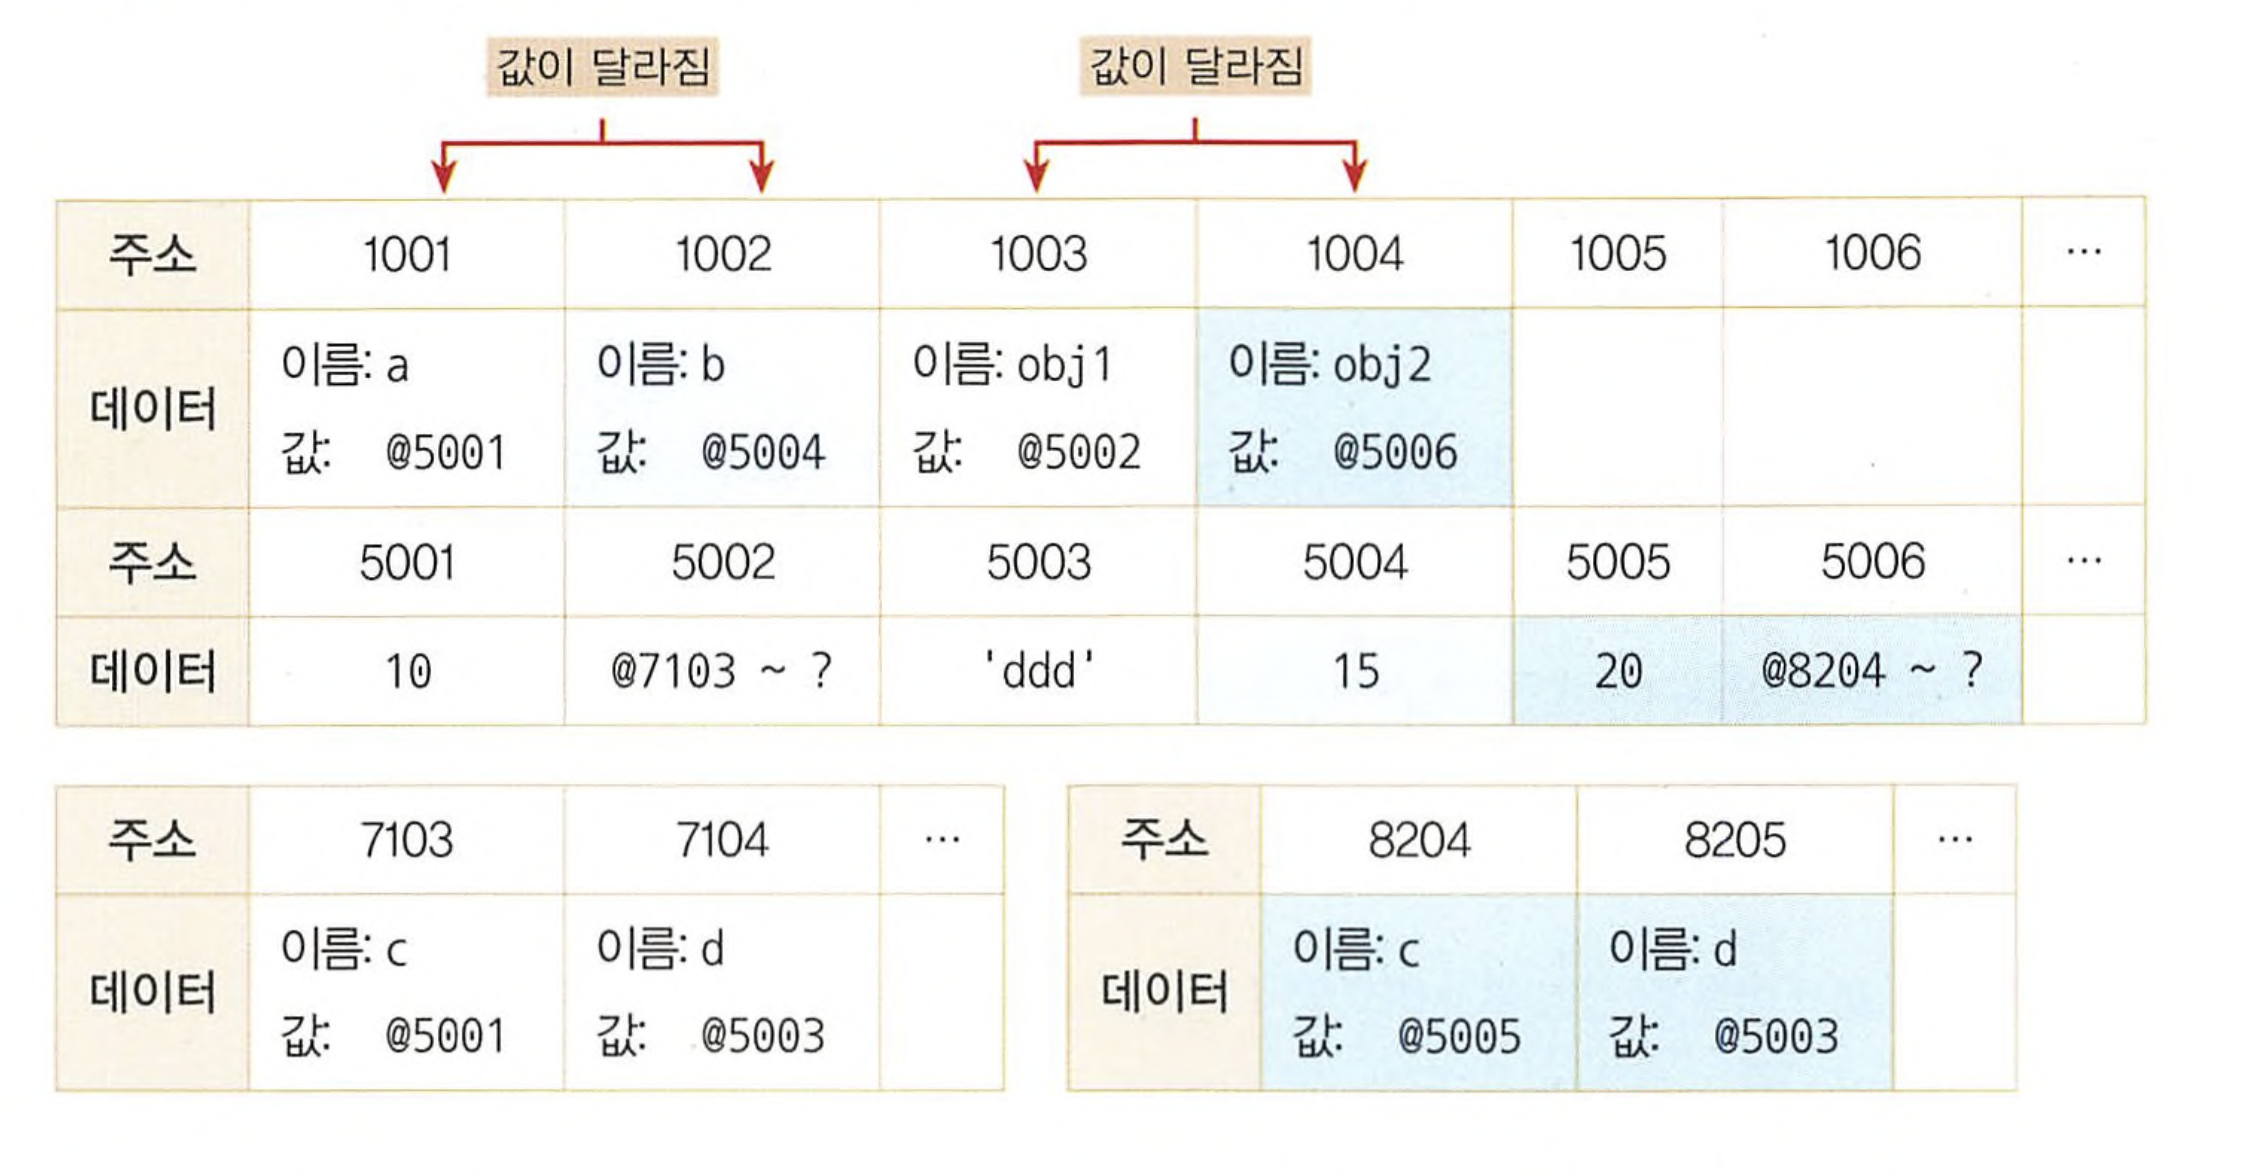 값이 달라짐 값이 달라짐
주소 1001 1002 1003 1004 1005 1006 ...
이름: a 이름: b 이름: obj1 이름: obj2
데이터
값: @5001 값: @5004 값: @5002 값: @5006
주소 5001 5002 5003 5004 5005 5006 ...
데이터 10 @7103 ~ ? 'ddd' 15 20 @8204 ~ ?
주소 7103 7104 ...
이름: c 이름: d
데이터
값: @5001 값: @5003
주소 8204 8205 ...
이름: c 이름: d
데이터
값: @5005 값: @5003